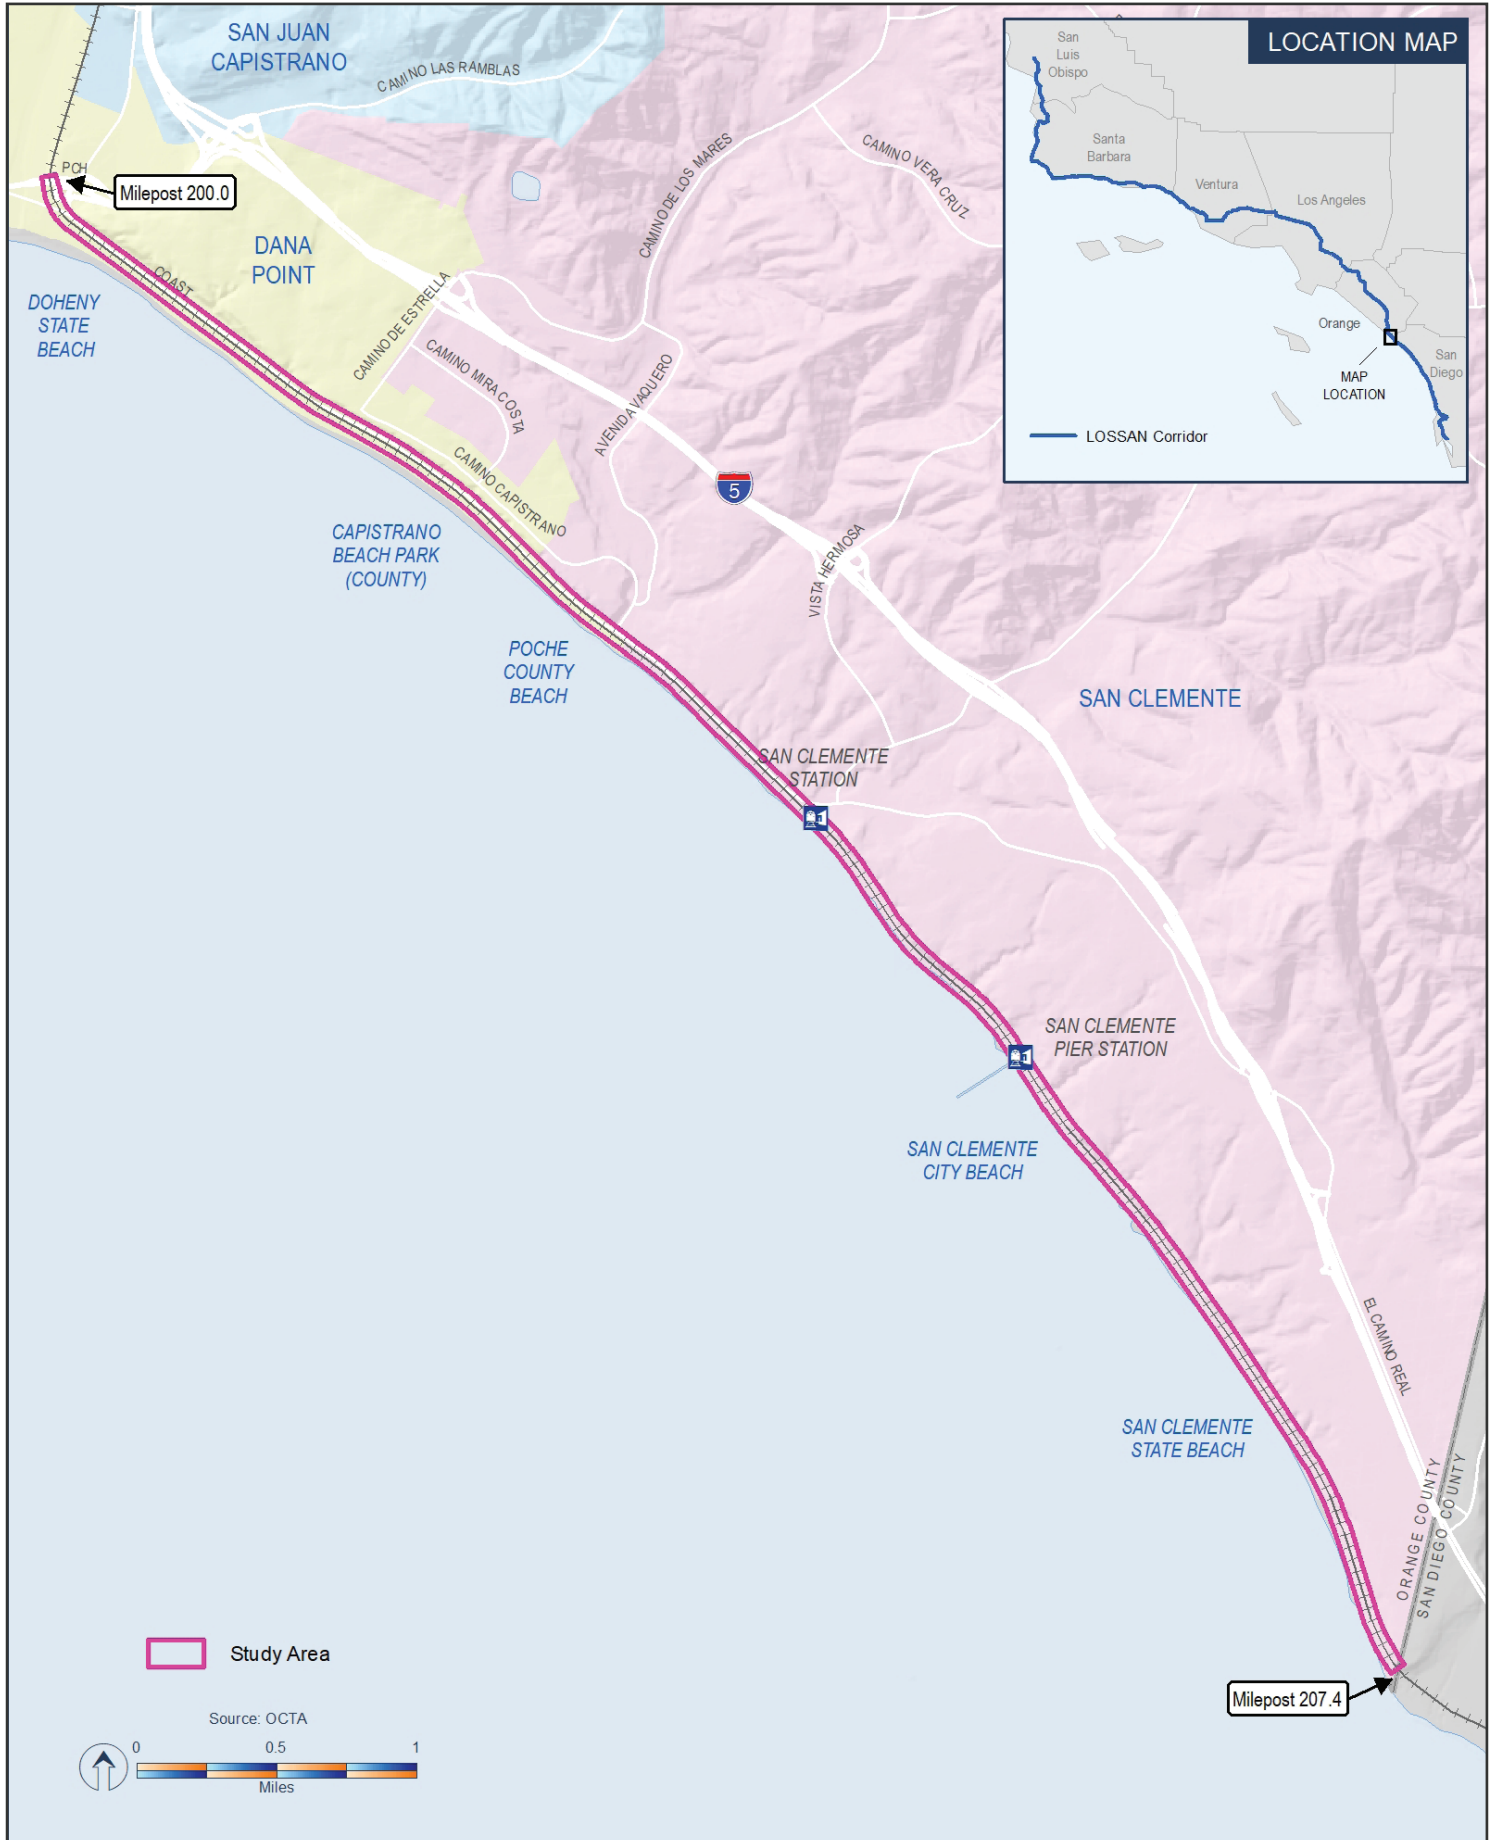 SAN JUAN
CAPISTRANO
CAMINO LAS RAMBLAS
LOCATION MAP
San
Luis
Obispo
Santa
Barbara
Ventura
Los Angeles
Orange
San
Diego
MAP
LOCATION
LOSSAN Corridor
PCH
Milepost 200.0
CAMINO DE LOS MARES
CAMINO VERA CRUZ
DANA
POINT
COAST
DOHENY
STATE
BEACH
CAMINO DE ESTRELLA
CAMINO MIRA COSTA
AVENIDA VAQUERO
CAMINO CAPISTRANO
5
CAPISTRANO
BEACH PARK
(COUNTY)
VISTA HERMOSA
POCHE
COUNTY
BEACH
SAN CLEMENTE
SAN CLEMENTE
STATION
SAN CLEMENTE
PIER STATION
SAN CLEMENTE
CITY BEACH
EL CAMINO REAL
SAN CLEMENTE
STATE BEACH
ORANGE COUNTY
SAN DIEGO COUNTY
Milepost 207.4
Study Area
Source: OCTA
0 0.5 1
Miles